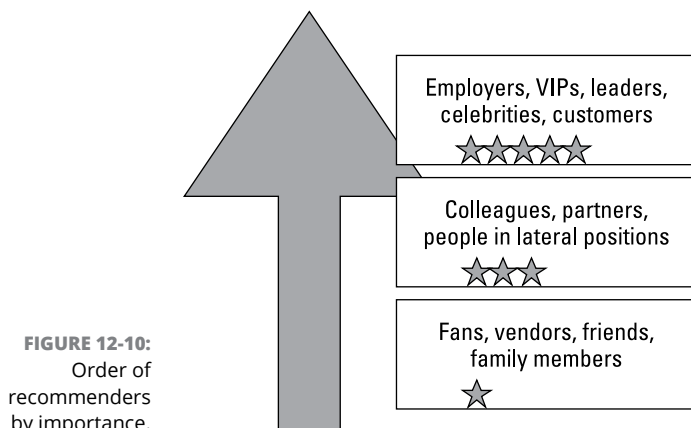 Employers, VIPs, leaders,
celebrities, customers
Colleagues, partners,
people in lateral positions
Fans, vendors, friends,
family members
FIGURE 12-10:
Order of
recommenders
by importance.